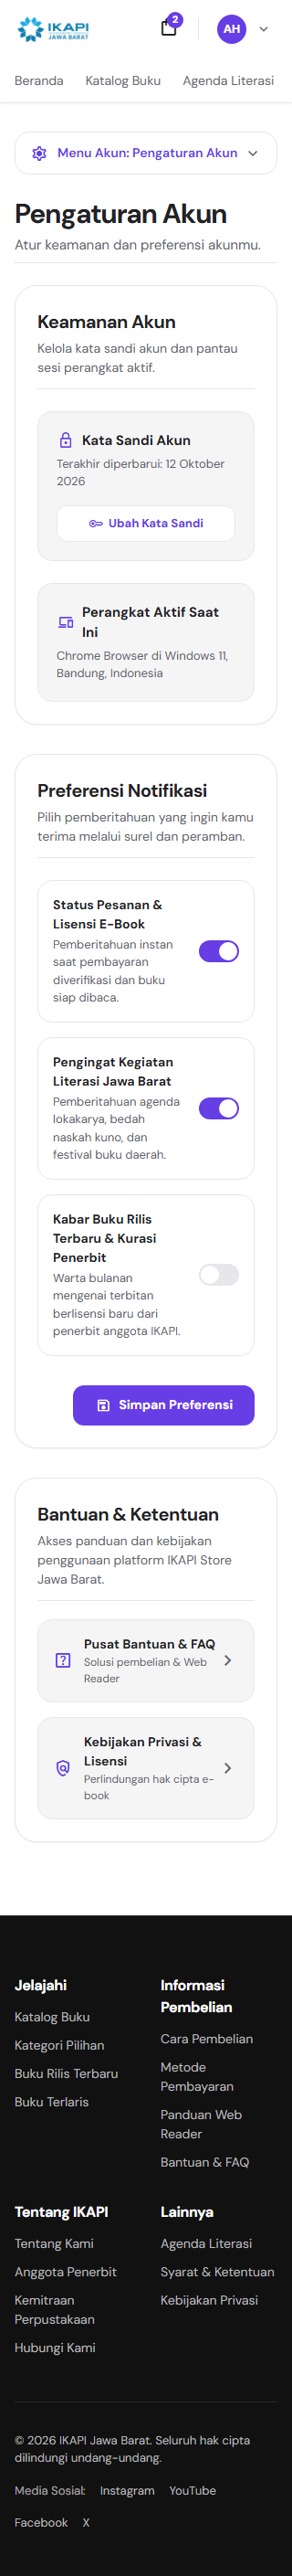 IKAPI
JAWA BARAT
2
AH
Beranda Katalog Buku Agenda Literasi
Menu Akun: Pengaturan Akun
Pengaturan Akun
Atur keamanan dan preferensi akunmu.
Keamanan Akun
Kelola kata sandi akun dan pantau
sesi perangkat aktif.
Kata Sandi Akun
Terakhir diperbarui: 12 Oktober
2026
Ubah Kata Sandi
Perangkat Aktif Saat
Ini
Chrome Browser di Windows 11,
Bandung, Indonesia
Preferensi Notifikasi
Pilih pemberitahuan yang ingin kamu
terima melalui surel dan peramban.
Status Pesanan &
Lisensi E-Book
Pemberitahuan instan
saat pembayaran
diverifikasi dan buku
siap dibaca.
Pengingat Kegiatan
Literasi Jawa Barat
Pemberitahuan agenda
lokakarya, bedah
naskah kuno, dan
festival buku daerah.
Kabar Buku Rilis
Terbaru & Kurasi
Penerbit
Warta bulanan
mengenai terbitan
berlisensi baru dari
penerbit anggota IKAPI.
Simpan Preferensi
Bantuan & Ketentuan
Akses panduan dan kebijakan
penggunaan platform IKAPI Store
Jawa Barat.
Pusat Bantuan & FAQ
Solusi pembelian & Web
Reader
Kebijakan Privasi &
Lisensi
Perlindungan hak cipta e-
book
Jelajahi
Katalog Buku
Kategori Pilihan
Buku Rilis Terbaru
Buku Terlaris
Informasi
Pembelian
Cara Pembelian
Metode
Pembayaran
Panduan Web
Reader
Bantuan & FAQ
Tentang IKAPI
Tentang Kami
Anggota Penerbit
Kemitraan
Perpustakaan
Hubungi Kami
Lainnya
Agenda Literasi
Syarat & Ketentuan
Kebijakan Privasi
© 2026 IKAPI Jawa Barat. Seluruh hak cipta
dilindungi undang-undang.
Media Sosial: Instagram YouTube
Facebook X